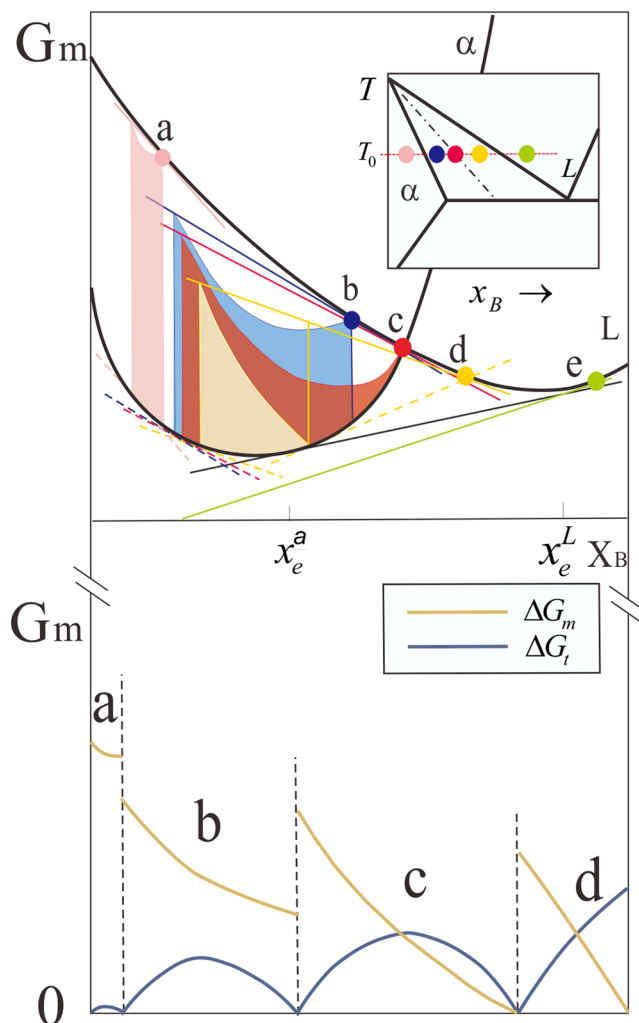 Gm
α
a
T
T₀
α
L
x_B →
b
c
d
e
L
x_e^a
x_e^L
X_B
Gm
ΔG_m
ΔG_t
a
b
c
d
0